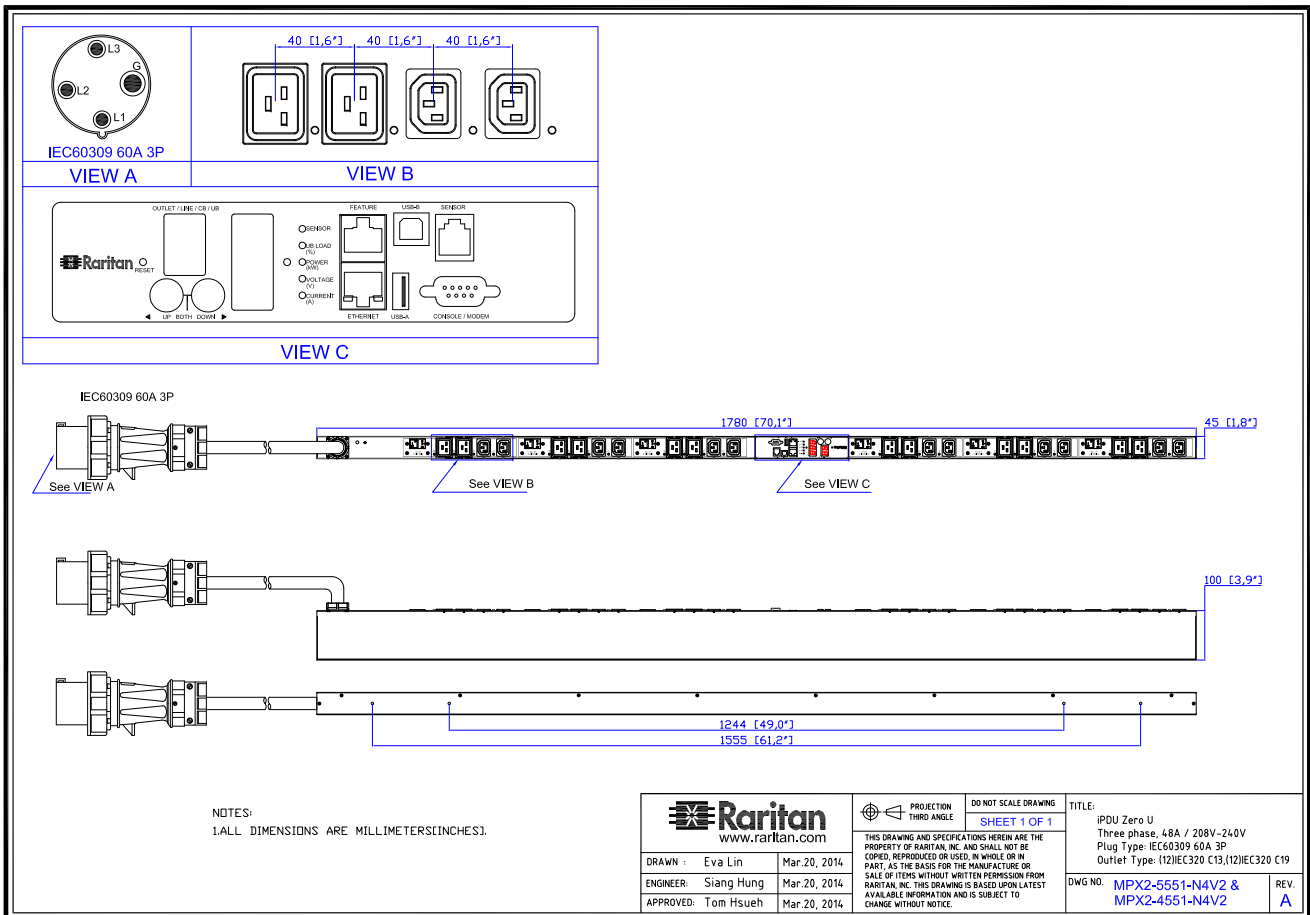 L3
G
L2
L1
IEC60309 60A 3P
VIEW A
40 [1,6"]
40 [1,6"]
40 [1,6"]
VIEW B
OUTLET / LINE / CB / UB
FEATURE
USB-B
SENSOR
Raritan
RESET
SENSOR
UB LOAD
(%)
POWER
(kW)
VOLTAGE
(V)
CURRENT
(A)
UP BOTH DOWN
ETHERNET
USB-A
CONSOLE / MODEM
VIEW C
IEC60309 60A 3P
1780 [70,1"]
45 [1,8"]
See VIEW A
See VIEW B
See VIEW C
100 [3,9"]
1244 [49,0"]
1555 [61,2"]
NOTES:
1.ALL DIMENSIONS ARE MILLIMETERS[INCHES].
Raritan
www.raritan.com
DRAWN : Eva Lin Mar.20, 2014
ENGINEER: Siang Hung Mar.20, 2014
APPROVED: Tom Hsueh Mar.20, 2014
PROJECTION
THIRD ANGLE
DO NOT SCALE DRAWING
SHEET 1 OF 1
THIS DRAWING AND SPECIFICATIONS HEREIN ARE THE
PROPERTY OF RARITAN, INC. AND SHALL NOT BE
COPIED, REPRODUCED OR USED, IN WHOLE OR IN
PART, AS THE BASIS FOR THE MANUFACTURE OR
SALE OF ITEMS WITHOUT WRITTEN PERMISSION FROM
RARITAN, INC. THIS DRAWING IS BASED UPON LATEST
AVAILABLE INFORMATION AND IS SUBJECT TO
CHANGE WITHOUT NOTICE.
TITLE:
iPDU Zero U
Three phase, 48A / 208V-240V
Plug Type: IEC60309 60A 3P
Outlet Type: (12)IEC320 C13,(12)IEC320 C19
DWG NO. MPX2-5551-N4V2 &
MPX2-4551-N4V2
REV.
A